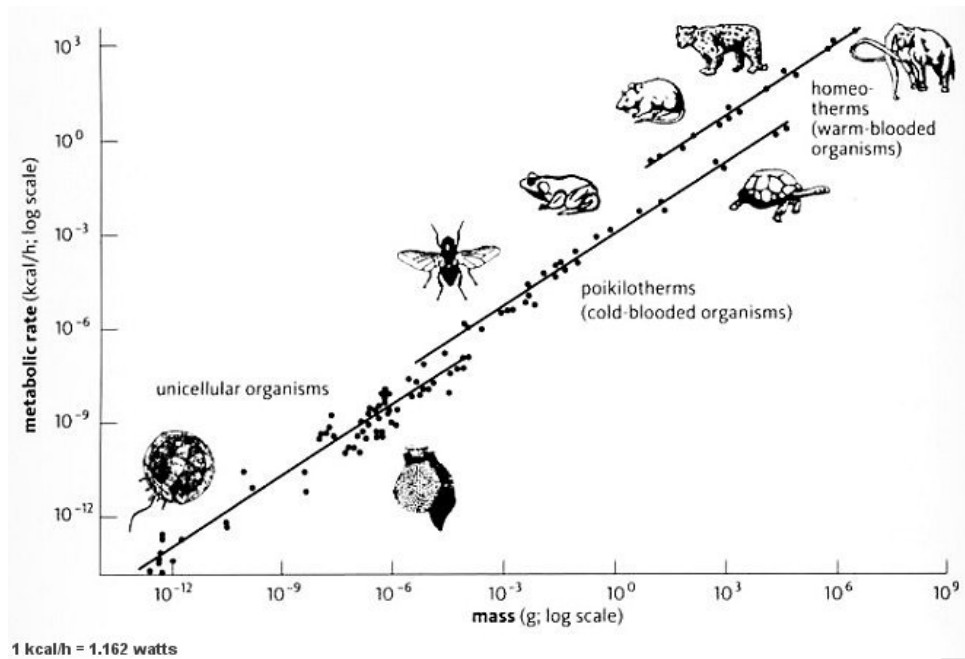 10³
10⁰
10⁻³
10⁻⁶
10⁻⁹
10⁻¹²
metabolic rate (kcal/h; log scale)
homeo-
therms
(warm-blooded
organisms)
poikilotherms
(cold-blooded organisms)
unicellular organisms
10⁻¹² 10⁻⁹ 10⁻⁶ 10⁻³ 10⁰ 10³ 10⁶ 10⁹
mass (g; log scale)
1 kcal/h = 1.162 watts